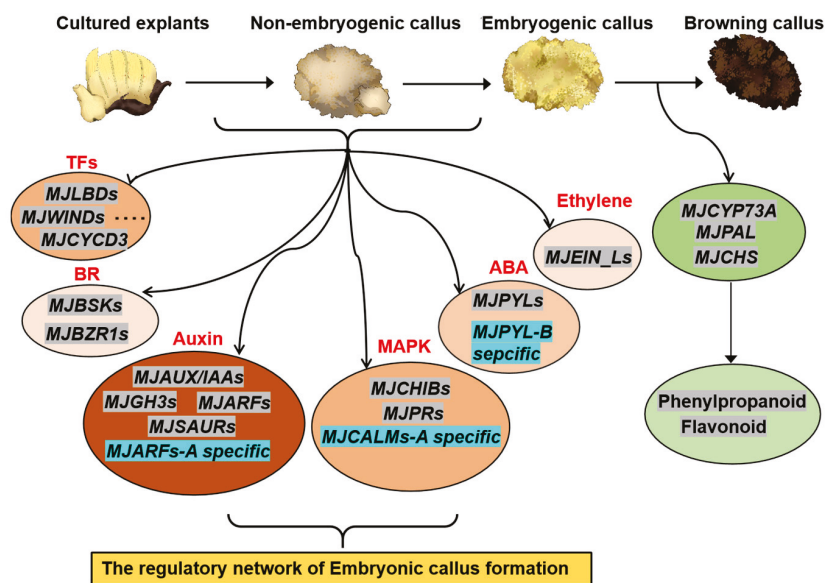 Cultured explants
Non-embryogenic callus
Embryogenic callus
Browning callus
TFs
MJLBDs
MJWINDs ....
MJCYCD3
BR
MJBSKs
MJBZR1s
Auxin
MJAUX/IAAs
MJGH3s MJARFs
MJSAURs
MJARFs-A specific
MAPK
MJCHIBs
MJPRs
MJCALMs-A specific
ABA
MJPYLs
MJPYL-B
sepcific
Ethylene
MJEIN_Ls
MJCYP73A
MJPAL
MJCHS
Phenylpropanoid
Flavonoid
The regulatory network of Embryonic callus formation